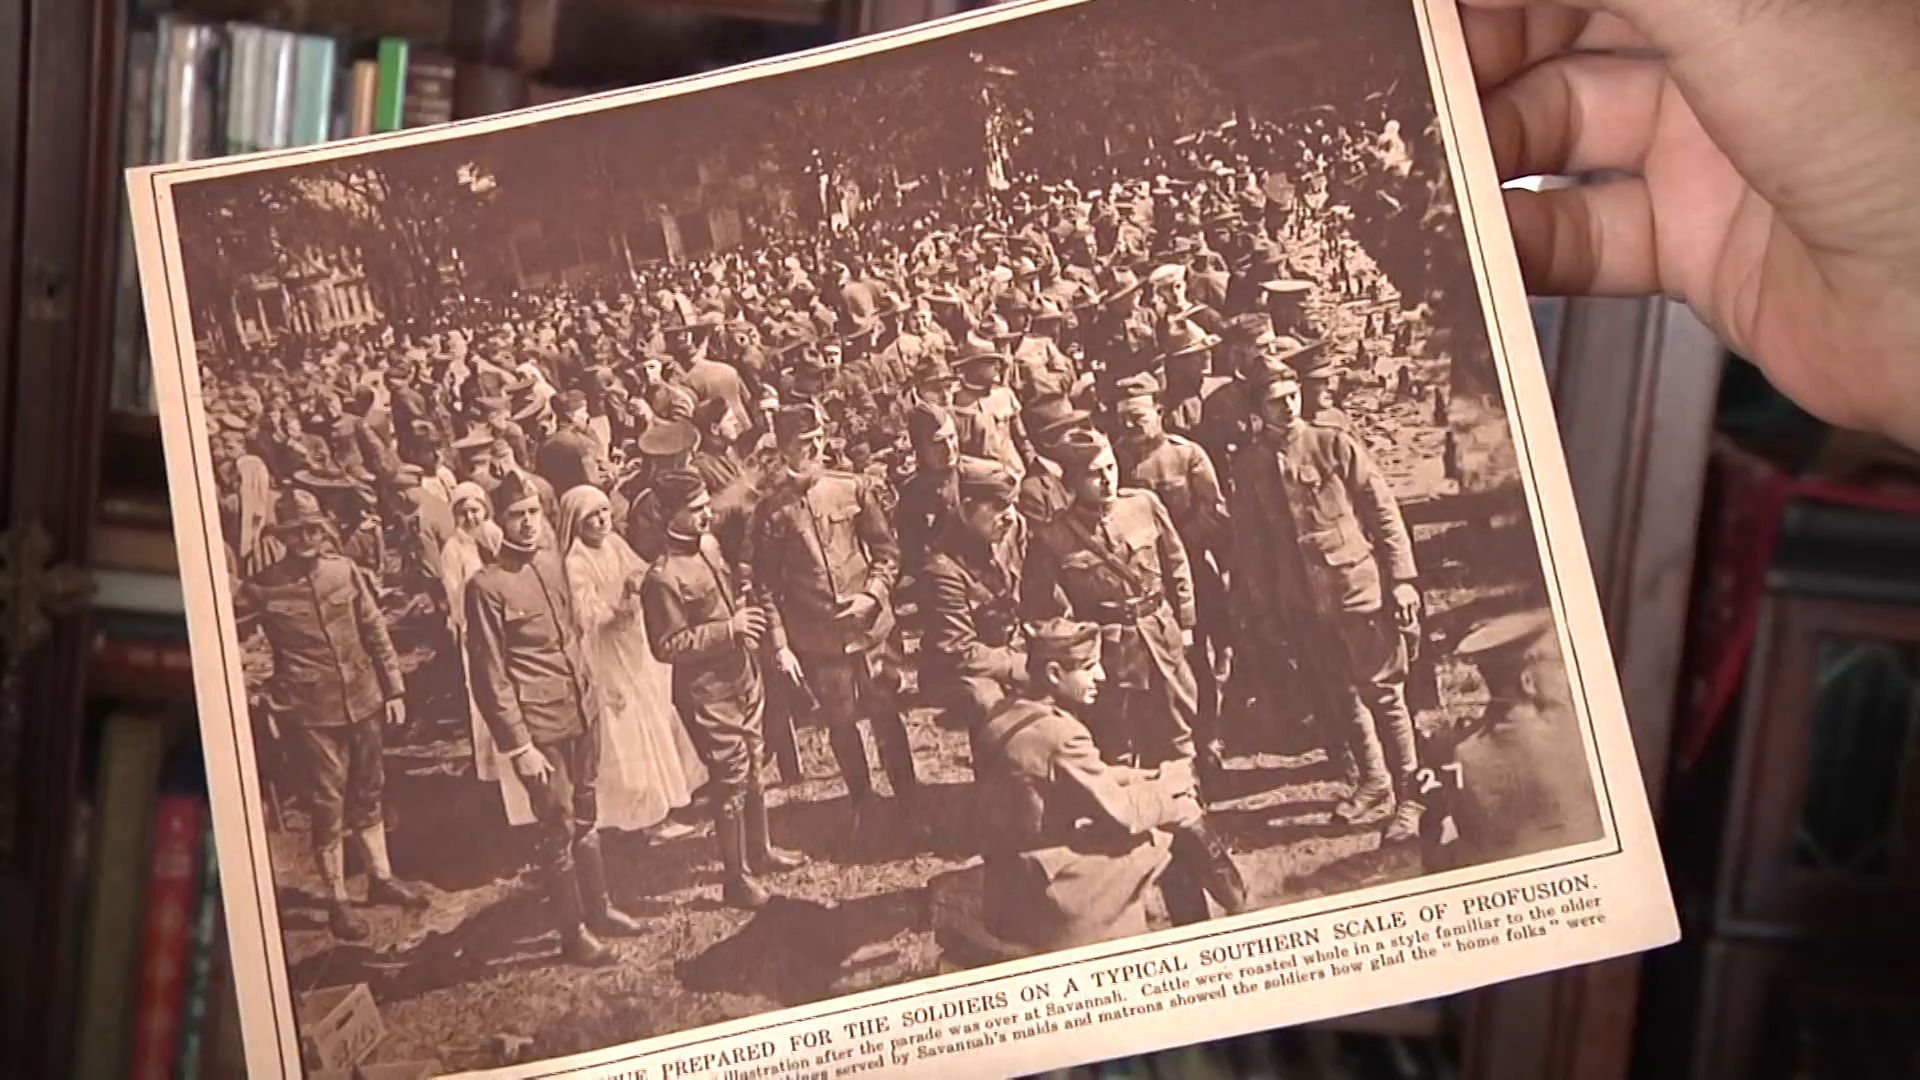 27
PREPARED FOR THE SOLDIERS ON A TYPICAL SOUTHERN SCALE OF PROFUSION.
illustration after the parade was over at Savannah. Cattle were roasted whole in a style familiar to the older
things served by Savannah's maids and matrons showed the soldiers how glad the "home folks" were